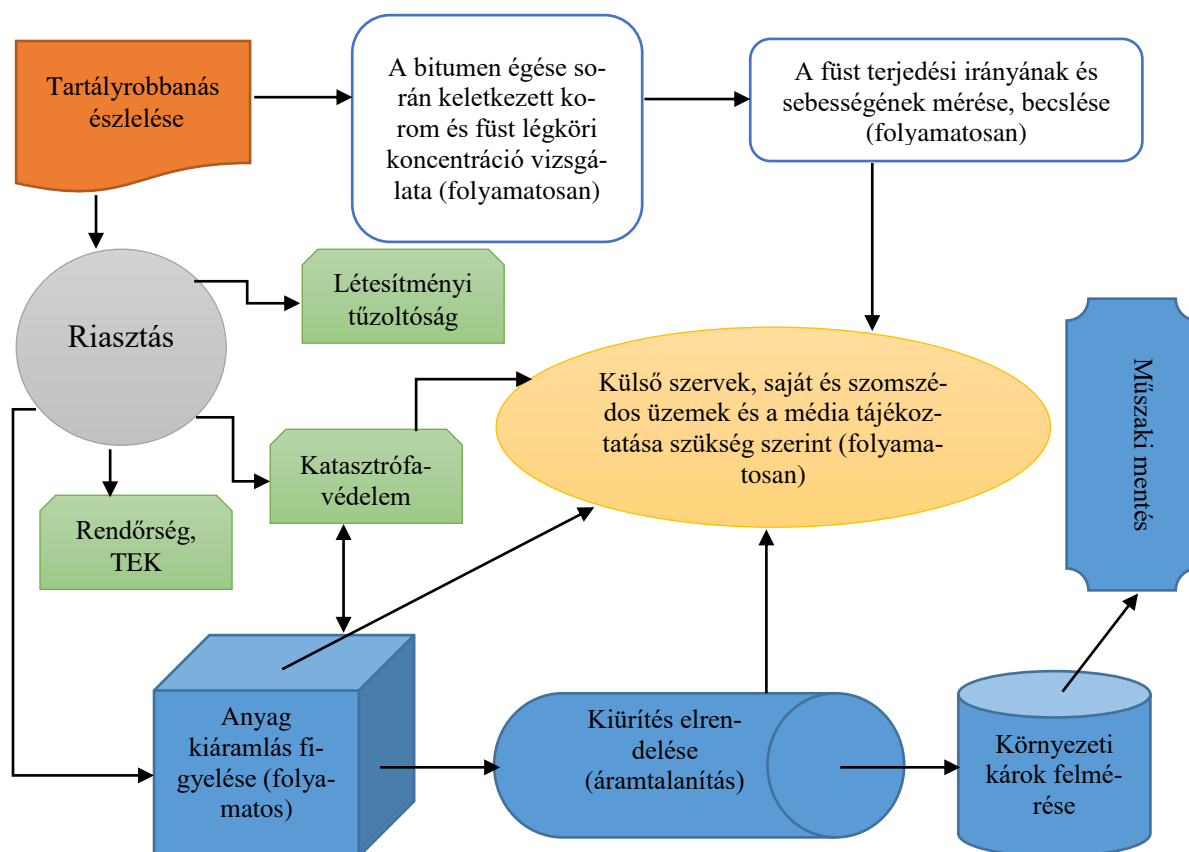 Tartályrobbanás
észlelése
A bitumen égése so-
rán keletkezett ko-
rom és füst légköri
koncentráció vizsgá-
lata (folyamatosan)
A füst terjedési irányának és
sebességének mérése, becslése
(folyamatosan)
Riasztás
Létesítményi
tűzoltóság
Külső szervek, saját és szomszé-
dos üzemek és a média tájékoz-
tatása szükség szerint (folyama-
tosan)
Műszaki mentés
Katasztrófa-
védelem
Rendőrség,
TEK
Anyag
kiáramlás fi-
gyelése (folya-
matos)
Kiürítés elren-
delése
(áramtalanítás)
Környezeti
károk felmé-
rése